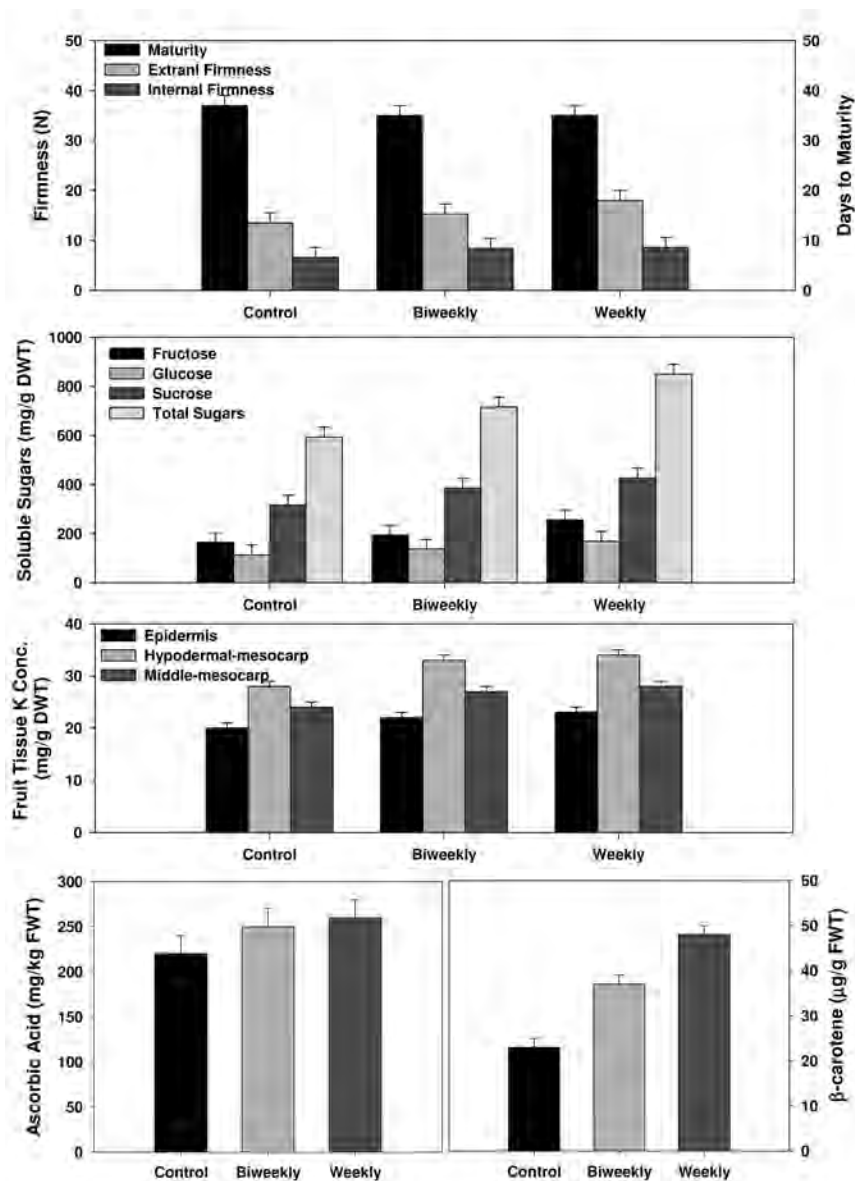 50
40
30
20
10
0
Firmness (N)
Maturity
Extranl Firmness
Internal Firmness
50
40
30
20
10
0
Days to Maturity
Control
Biweekly
Weekly
1000
800
600
400
200
0
Soluble Sugars (mg/g DWT)
Fructose
Glucose
Sucrose
Total Sugars
Control
Biweekly
Weekly
40
30
20
10
0
Fruit Tissue K Conc.
(mg/g DWT)
Epidermis
Hypodermal-mesocarp
Middle-mesocarp
Control
Biweekly
Weekly
300
250
200
150
100
50
0
Ascorbic Acid (mg/kg FWT)
Control
Biweekly
Weekly
50
40
30
20
10
0
β-carotene (μg/g FWT)
Control
Biweekly
Weekly